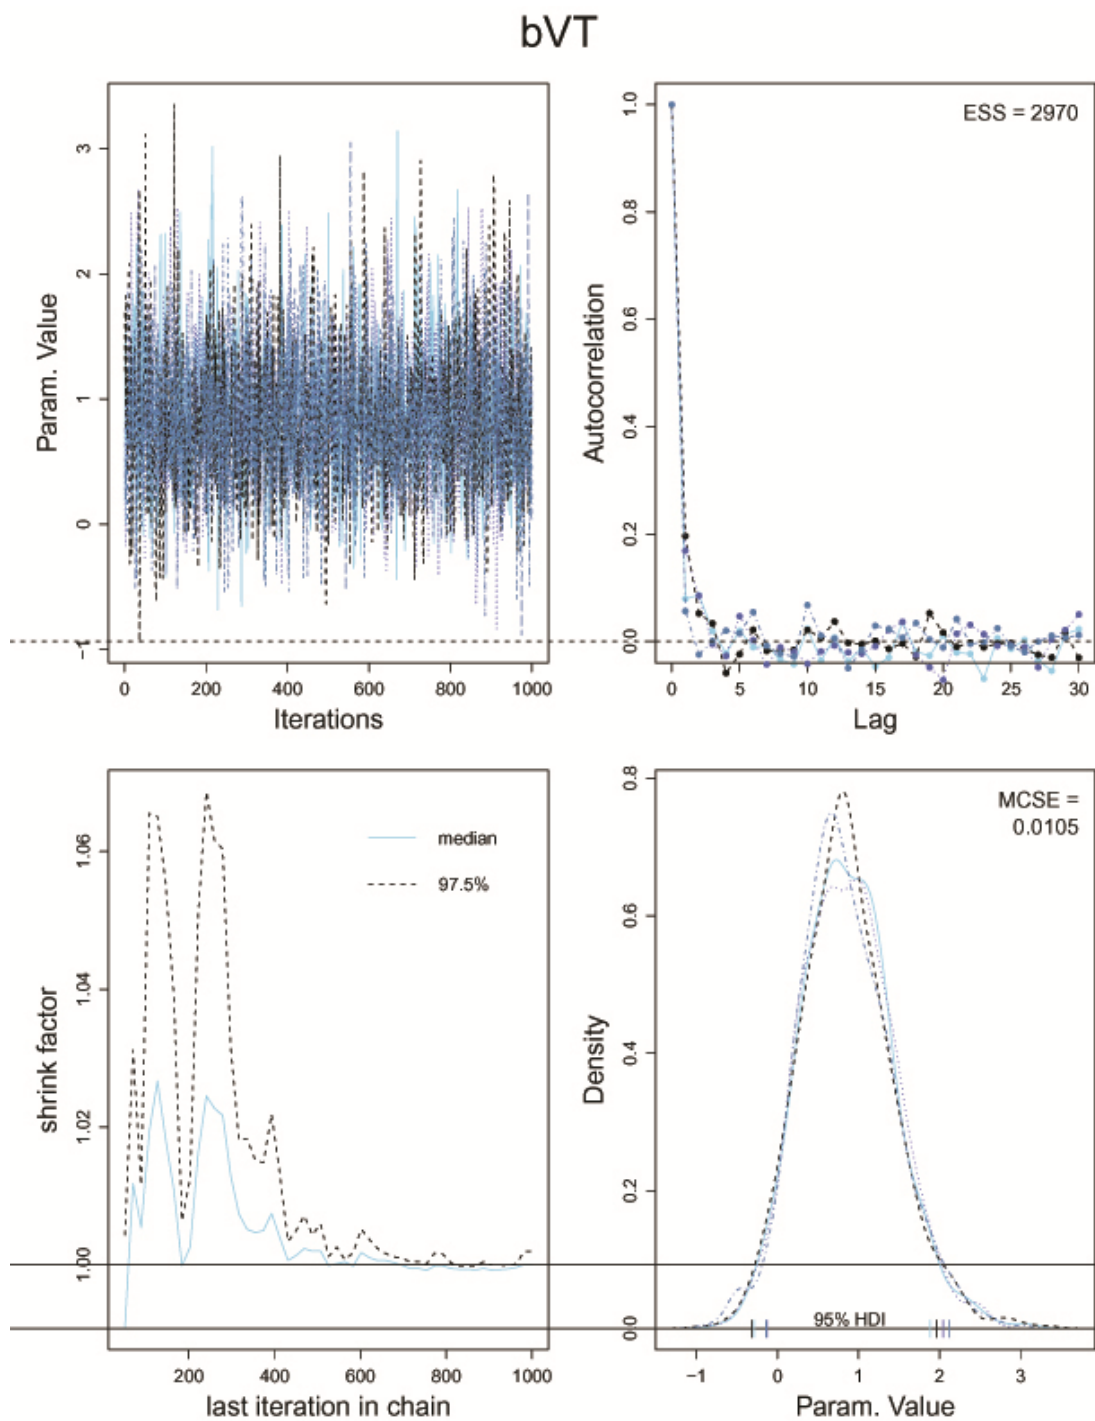 bVT
Param. Value
3
2
1
0
−1
0 200 400 600 800 1000
Iterations
Autocorrelation
1.0
0.8
0.6
0.4
0.2
0.0
ESS = 2970
0 5 10 15 20 25 30
Lag
shrink factor
1.06
1.04
1.02
1.00
median
97.5%
200 400 600 800 1000
last iteration in chain
Density
0.8
0.6
0.4
0.2
0.0
MCSE =
0.0105
95% HDI
−1 0 1 2 3
Param. Value